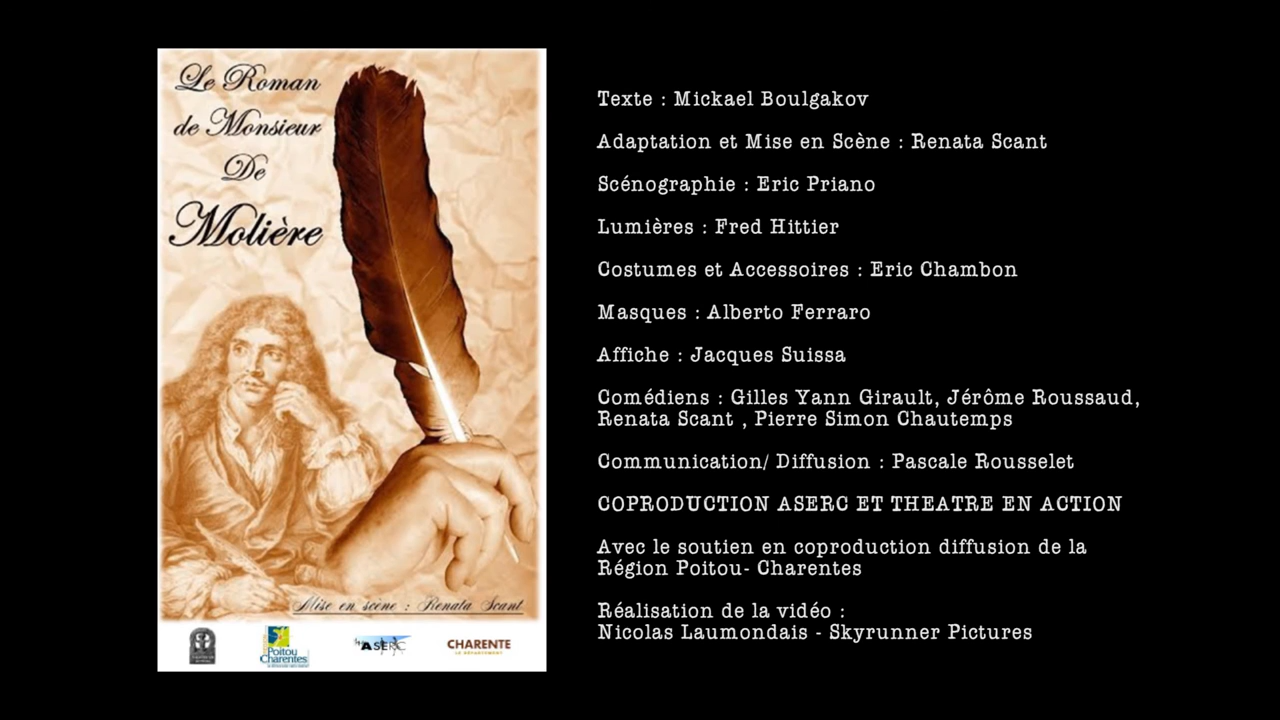 Le Roman
de Monsieur
De
Molière
Mise en scène : Renata Scant
Poitou
Charentes
ASERC
CHARENTE
LE DÉPARTEMENT
Texte : Mickael Boulgakov
Adaptation et Mise en Scène : Renata Scant
Scénographie : Eric Priano
Lumières : Fred Hittier
Costumes et Accessoires : Eric Chambon
Masques : Alberto Ferraro
Affiche : Jacques Suissa
Comédiens : Gilles Yann Girault, Jérôme Roussaud,
Renata Scant , Pierre Simon Chautemps
Communication/ Diffusion : Pascale Rousselet
COPRODUCTION ASERC ET THEATRE EN ACTION
Avec le soutien en coproduction diffusion de la
Région Poitou- Charentes
Réalisation de la vidéo :
Nicolas Laumondais - Skyrunner Pictures